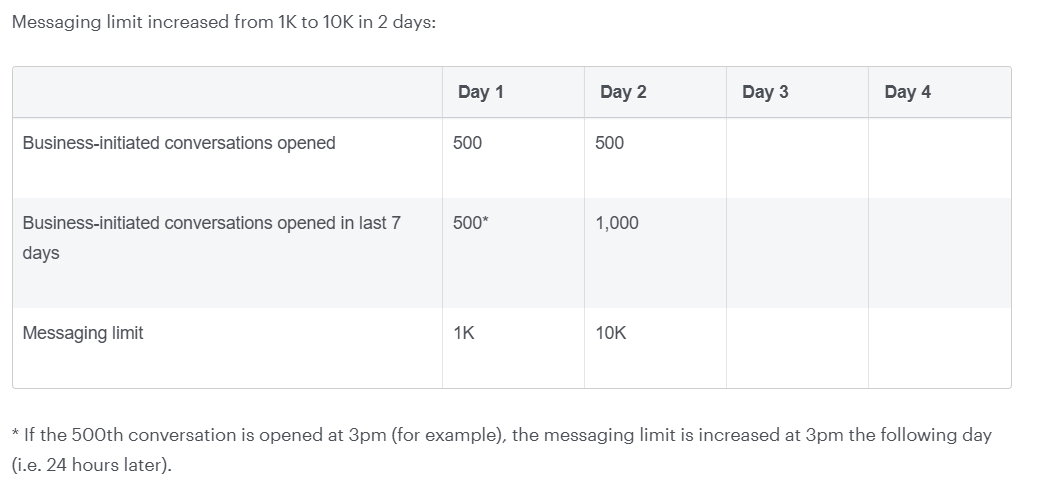 Messaging limit increased from 1K to 10K in 2 days:
Day 1 Day 2 Day 3 Day 4
Business-initiated conversations opened 500 500
Business-initiated conversations opened in last 7 500* 1,000
days
Messaging limit 1K 10K
* If the 500th conversation is opened at 3pm (for example), the messaging limit is increased at 3pm the following day
(i.e. 24 hours later).